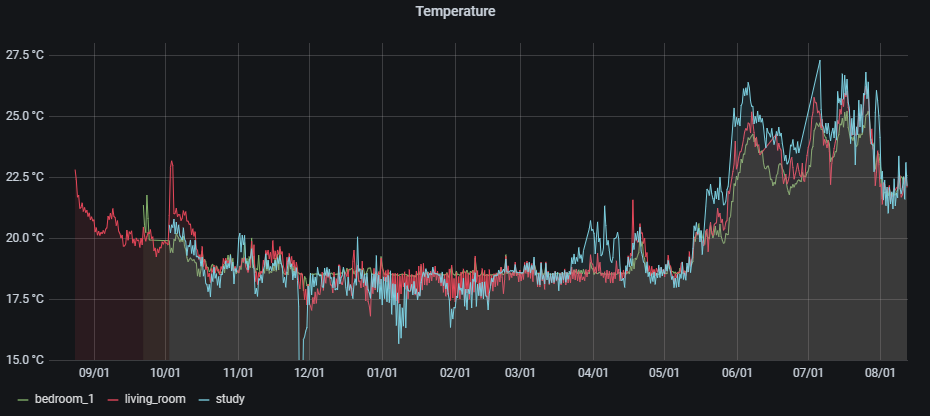 Temperature
27.5 °C
25.0 °C
22.5 °C
20.0 °C
17.5 °C
15.0 °C
09/01 10/01 11/01 12/01 01/01 02/01 03/01 04/01 05/01 06/01 07/01 08/01
bedroom_1 living_room study